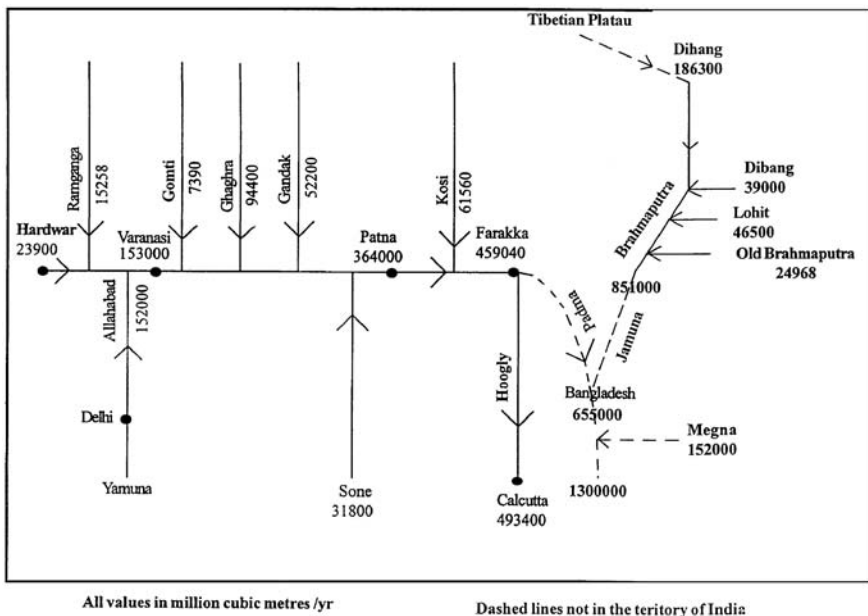 Tibetian Platau
Dihang
186300
Ramganga
15258
Gomti
7390
Ghaghra
94400
Gandak
52200
Kosi
61560
Brahmaputra
Dibang
39000
Lohit
46500
Old Brahmaputra
24968
Hardwar
23900
Varanasi
153000
Patna
364000
Farakka
459040
851000
Allahabad
152000
Padma
Jamuna
Hoogly
Delhi
Bangladesh
655000
Megna
152000
Yamuna
Sone
31800
Calcutta
493400
1300000
All values in million cubic metres /yr
Dashed lines not in the teritory of India